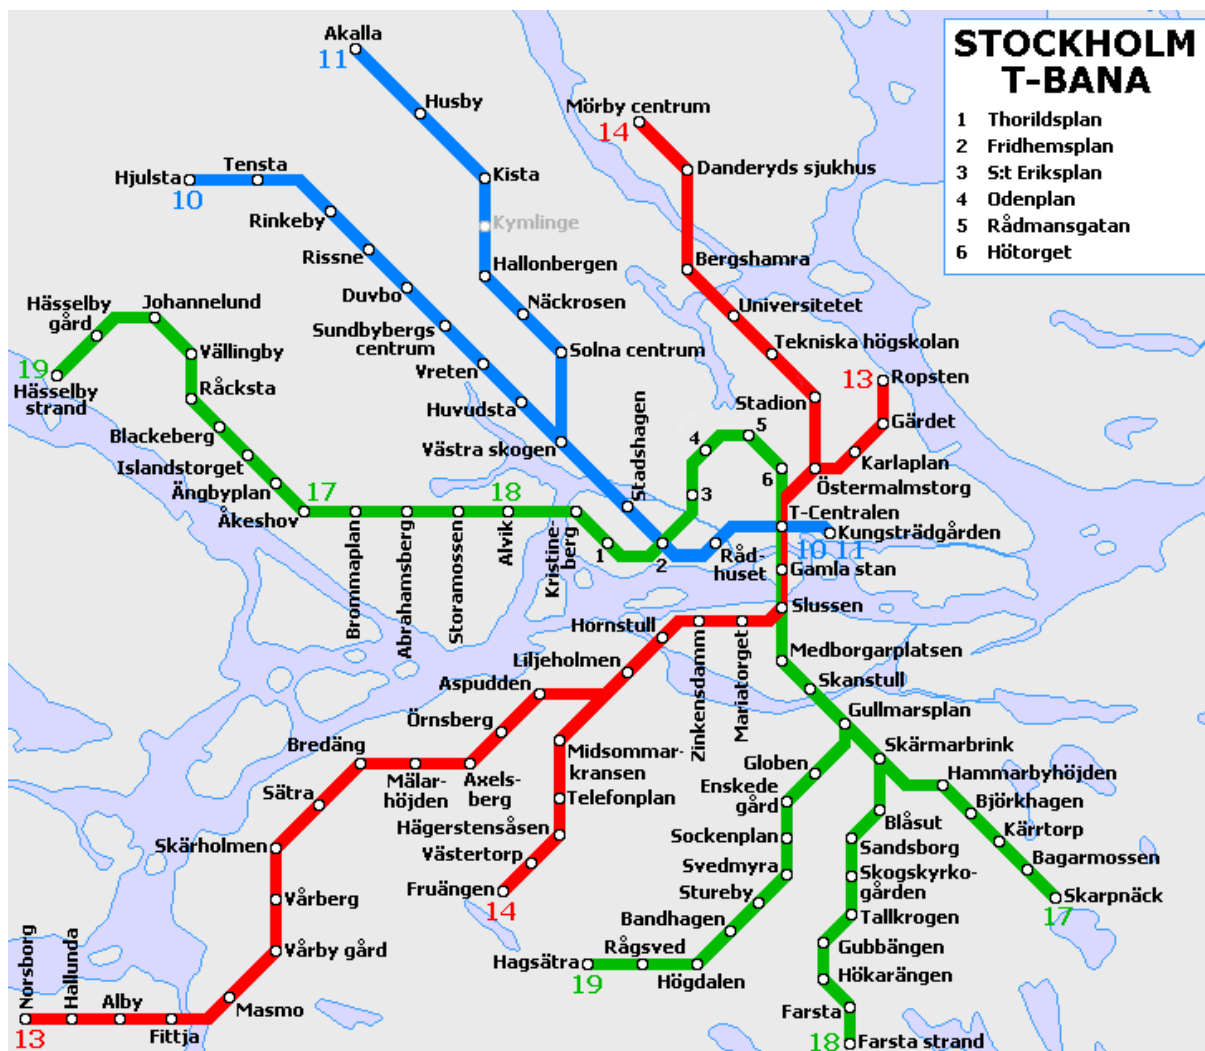 STOCKHOLM
T-BANA
1 Thorildsplan
2 Fridhemsplan
3 S:t Eriksplan
4 Odenplan
5 Rådmansgatan
6 Hötorget
Akalla
11
Husby
Kista
Kymlinge
Hallonbergen
Näckrosen
Solna centrum
Hjulsta
10
Tensta
Rinkeby
Rissne
Duvbo
Sundbybergs
centrum
Vreten
Huvudsta
Västra skogen
Stadshagen
Råd-
huset
T-Centralen
Kungsträdgården
10 11
Mörby centrum
14
Danderyds sjukhus
Bergshamra
Universitetet
Tekniska högskolan
Stadion
13
Ropsten
Gärdet
Karlaplan
Östermalmstorg
Gamla stan
Slussen
Mariatorget
Zinkensdamm
Hornstull
Liljeholmen
Aspudden
Örnsberg
Axels-
berg
Mälar-
höjden
Bredäng
Sätra
Skärholmen
Vårberg
Vårby gård
Masmo
Fittja
Alby
Hallunda
Norsborg
13
Midsommar-
kransen
Telefonplan
Hägerstensåsen
Västertorp
Fruängen
14
Hässelby
gård
19
Hässelby
strand
Johannelund
Vällingby
Råcksta
Blackeberg
Islandstorget
Ängbyplan
Åkeshov
17
Brommaplan
Abrahamsberg
Storamossen
18
Alvik
Kristine-
berg
1
2
3
4
5
6
Medborgarplatsen
Skanstull
Gullmarsplan
Skärmarbrink
Hammarbyhöjden
Björkhagen
Kärrtorp
Bagarmossen
Skarpnäck
17
Globen
Enskede
gård
Sockenplan
Svedmyra
Stureby
Bandhagen
Högdalen
Rågsved
Hagsätra
19
Blåsut
Sandsborg
Skogskyrko-
gården
Tallkrogen
Gubbängen
Hökarängen
Farsta
18
Farsta strand